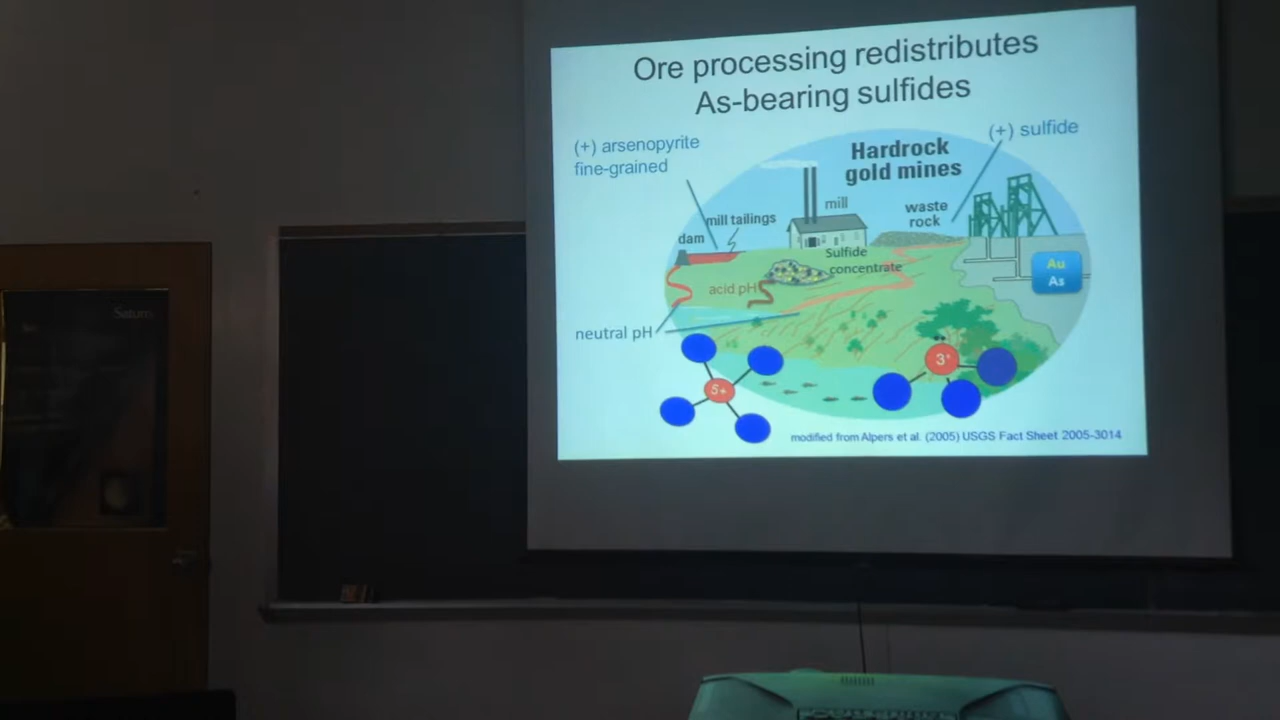 Ore processing redistributes
As-bearing sulfides
(+) arsenopyrite
fine-grained
(+) sulfide
Hardrock
gold mines
mill
waste
rock
mill tailings
dam
Sulfide
concentrate
Au
As
acid pH
neutral pH
5+
3+
modified from Alpers et al. (2005) USGS Fact Sheet 2005-3014
Saturn